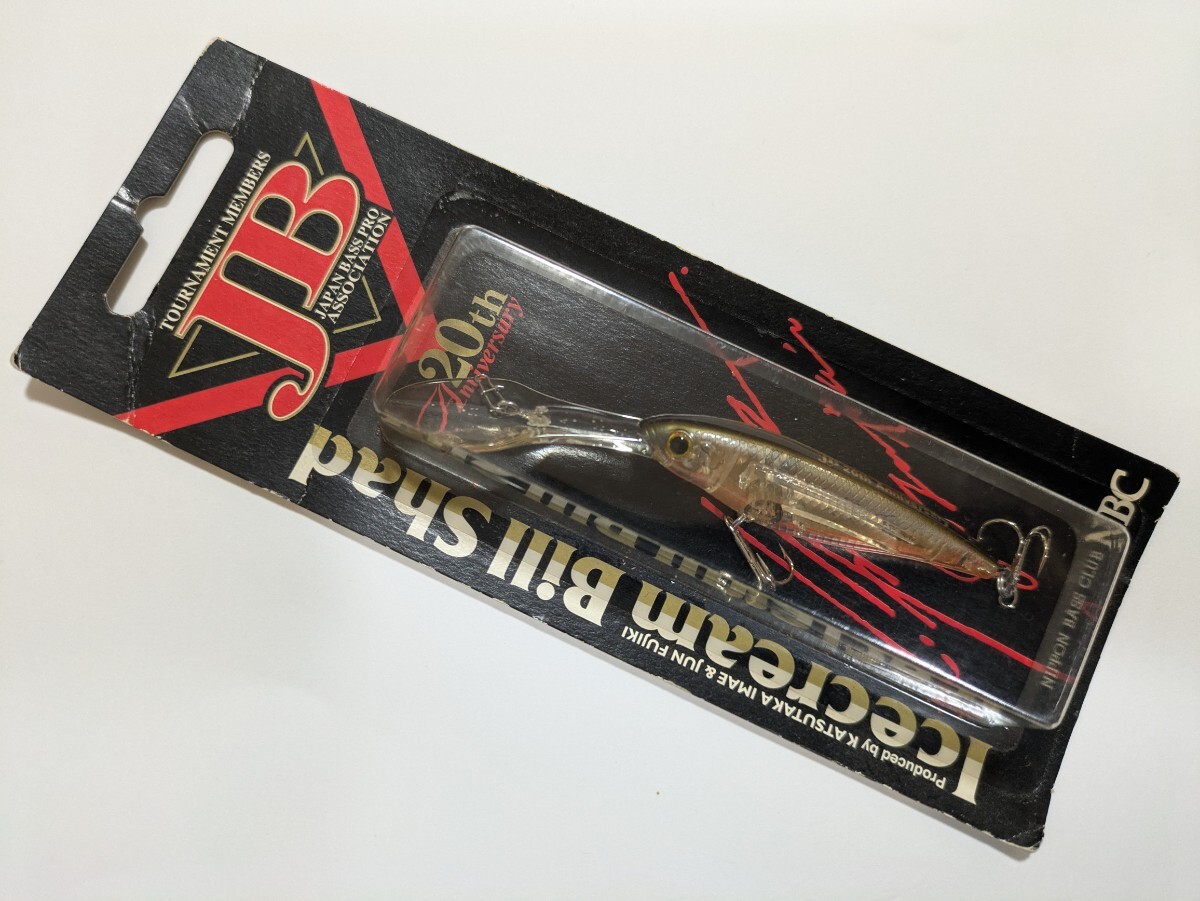 TOURNAMENT MEMBERS
JB
JAPAN BASS PRO
ASSOCIATION
20th
Anniversary
Icecream Bill Shad
Produced by KATSUTAKA IMAE & JUN FUJIKI
NIPPON BASS CLUB NBC